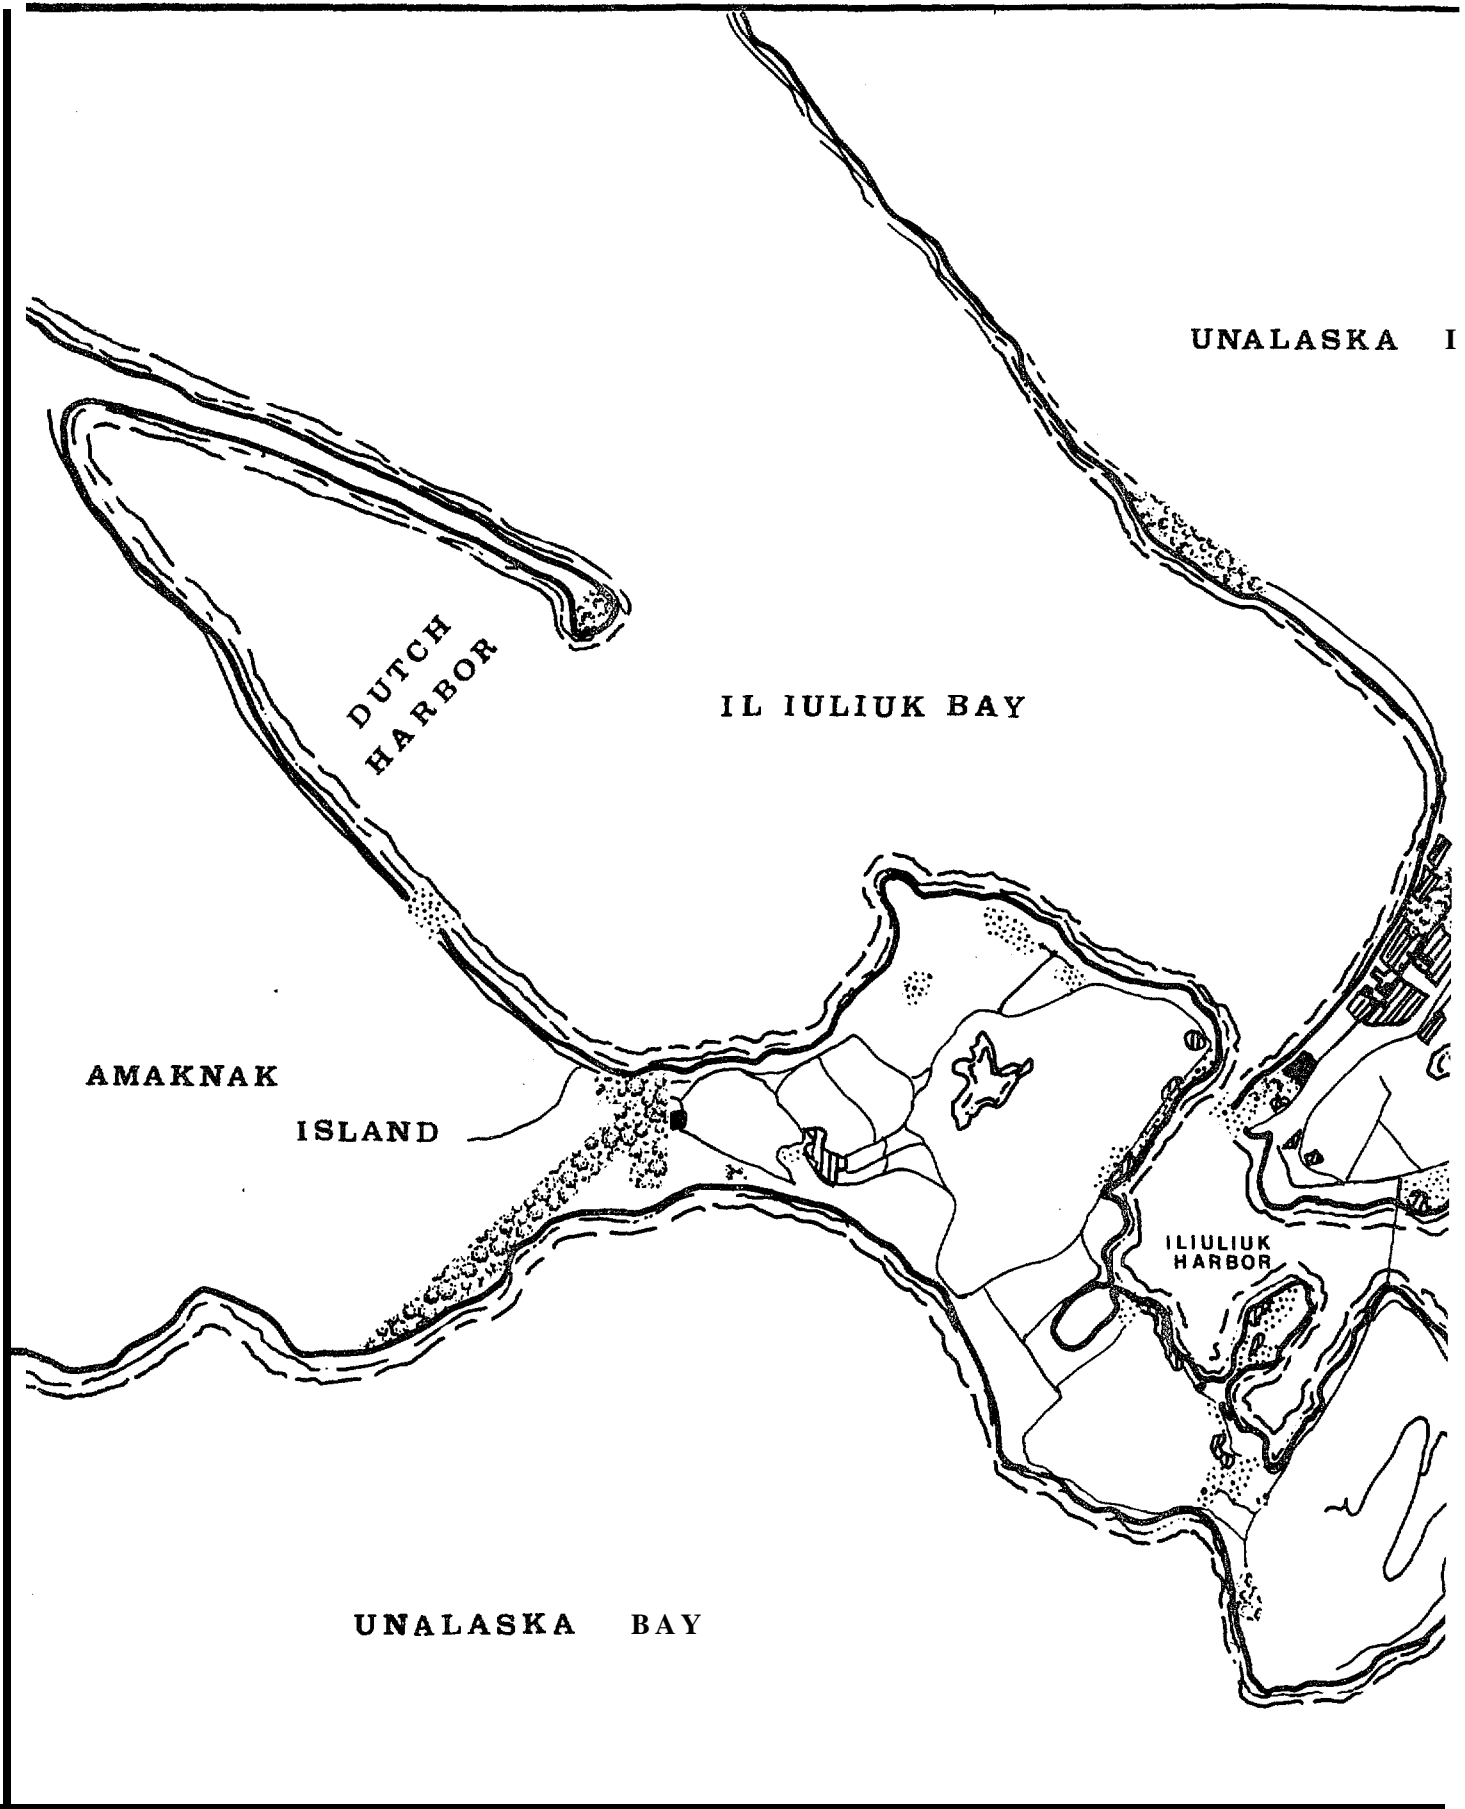 UNALASKA I
DUTCH
HARBOR
IL IULIUK BAY
AMAKNAK
ISLAND
ILIULIUK
HARBOR
UNALASKA BAY